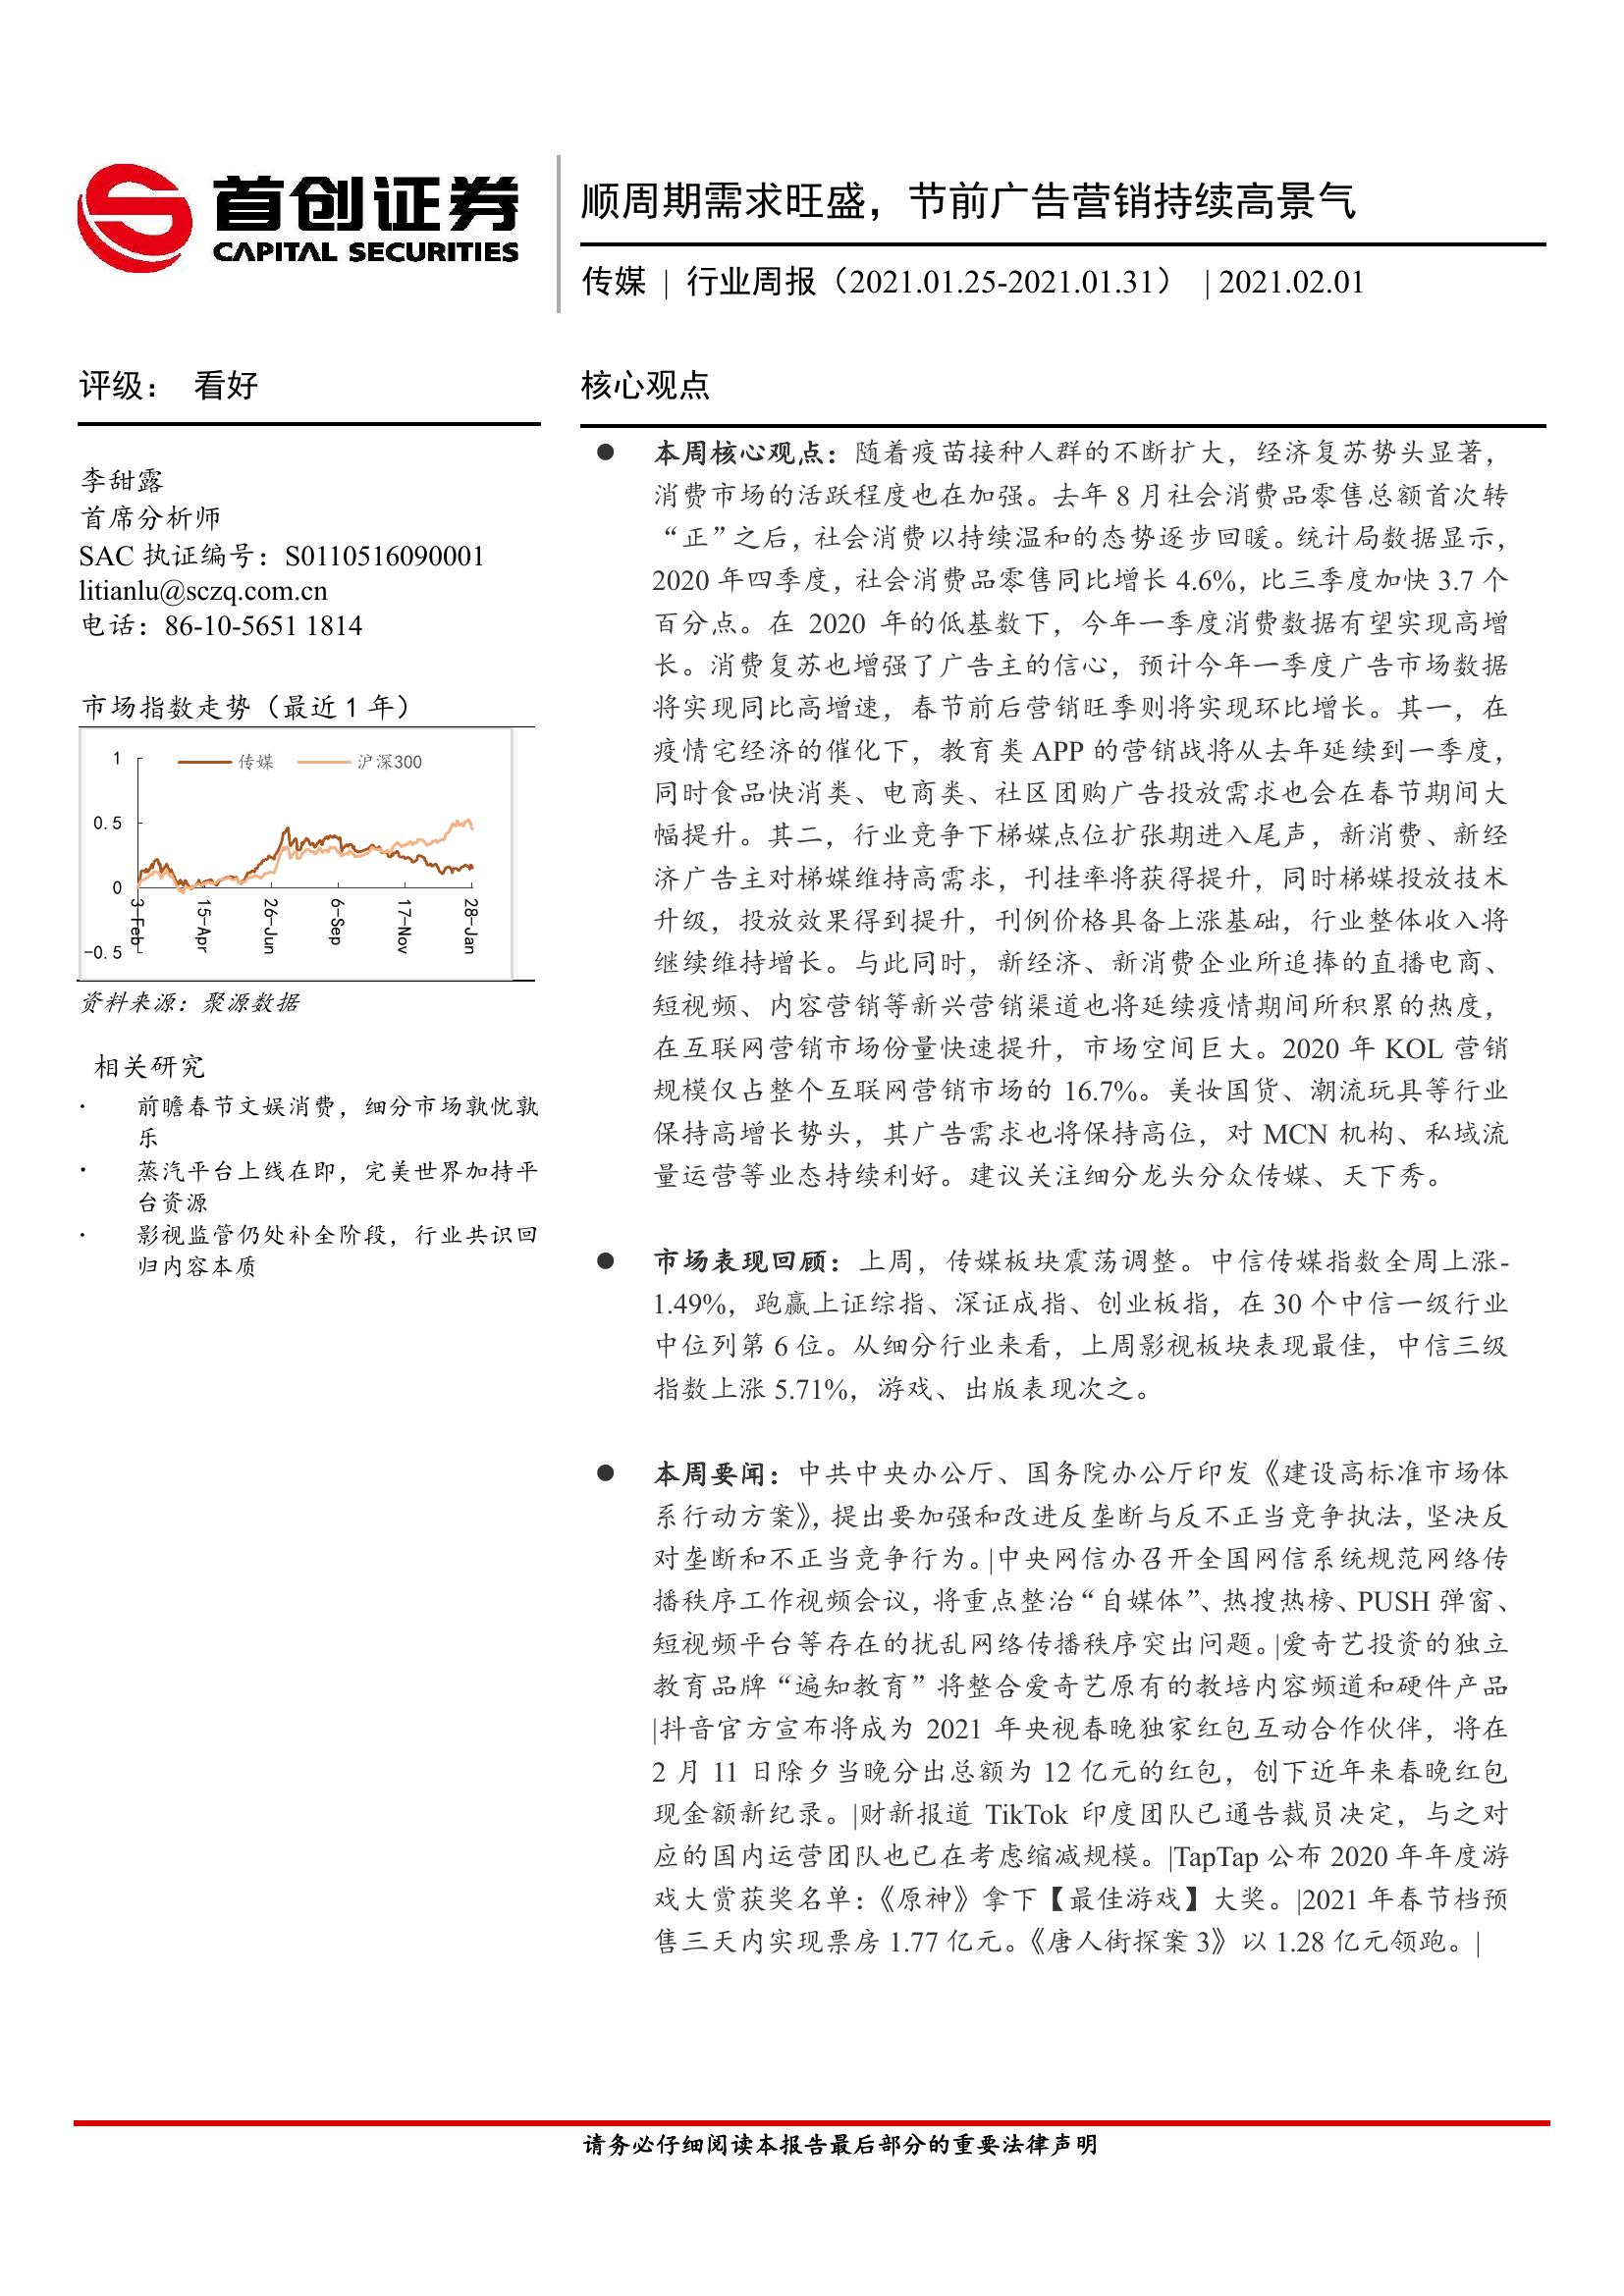 首创证券
CAPITAL SECURITIES
顺周期需求旺盛，节前广告营销持续高景气
传媒 | 行业周报（2021.01.25-2021.01.31） | 2021.02.01
评级： 看好
李甜露
首席分析师
SAC 执证编号：S0110516090001
litianlu@sczq.com.cn
电话：86-10-5651 1814
市场指数走势（最近 1 年）
传媒 沪深300
1
0.5
0
-0.5
3-Feb
15-Apr
26-Jun
6-Sep
17-Nov
28-Jan
资料来源：聚源数据
相关研究
· 前瞻春节文娱消费，细分市场孰忧孰
乐
· 蒸汽平台上线在即，完美世界加持平
台资源
· 影视监管仍处补全阶段，行业共识回
归内容本质
核心观点
● 本周核心观点：随着疫苗接种人群的不断扩大，经济复苏势头显著，
消费市场的活跃程度也在加强。去年 8 月社会消费品零售总额首次转
“正”之后，社会消费以持续温和的态势逐步回暖。统计局数据显示，
2020 年四季度，社会消费品零售同比增长 4.6%，比三季度加快 3.7 个
百分点。在 2020 年的低基数下，今年一季度消费数据有望实现高增
长。消费复苏也增强了广告主的信心，预计今年一季度广告市场数据
将实现同比高增速，春节前后营销旺季则将实现环比增长。其一，在
疫情宅经济的催化下，教育类 APP 的营销战将从去年延续到一季度，
同时食品快消类、电商类、社区团购广告投放需求也会在春节期间大
幅提升。其二，行业竞争下梯媒点位扩张期进入尾声，新消费、新经
济广告主对梯媒维持高需求，刊挂率将获得提升，同时梯媒投放技术
升级，投放效果得到提升，刊例价格具备上涨基础，行业整体收入将
继续维持增长。与此同时，新经济、新消费企业所追捧的直播电商、
短视频、内容营销等新兴营销渠道也将延续疫情期间所积累的热度，
在互联网营销市场份量快速提升，市场空间巨大。2020 年 KOL 营销
规模仅占整个互联网营销市场的 16.7%。美妆国货、潮流玩具等行业
保持高增长势头，其广告需求也将保持高位，对 MCN 机构、私域流
量运营等业态持续利好。建议关注细分龙头分众传媒、天下秀。
● 市场表现回顾：上周，传媒板块震荡调整。中信传媒指数全周上涨-
1.49%，跑赢上证综指、深证成指、创业板指，在 30 个中信一级行业
中位列第 6 位。从细分行业来看，上周影视板块表现最佳，中信三级
指数上涨 5.71%，游戏、出版表现次之。
● 本周要闻：中共中央办公厅、国务院办公厅印发《建设高标准市场体
系行动方案》，提出要加强和改进反垄断与反不正当竞争执法，坚决反
对垄断和不正当竞争行为。|中央网信办召开全国网信系统规范网络传
播秩序工作视频会议，将重点整治“自媒体”、热搜热榜、PUSH 弹窗、
短视频平台等存在的扰乱网络传播秩序突出问题。|爱奇艺投资的独立
教育品牌“遍知教育”将整合爱奇艺原有的教培内容频道和硬件产品
|抖音官方宣布将成为 2021 年央视春晚独家红包互动合作伙伴，将在
2 月 11 日除夕当晚分出总额为 12 亿元的红包，创下近年来春晚红包
现金额新纪录。|财新报道 TikTok 印度团队已通告裁员决定，与之对
应的国内运营团队也已在考虑缩减规模。|TapTap 公布 2020 年年度游
戏大赏获奖名单：《原神》拿下【最佳游戏】大奖。|2021 年春节档预
售三天内实现票房 1.77 亿元。《唐人街探案 3》以 1.28 亿元领跑。|
请务必仔细阅读本报告最后部分的重要法律声明